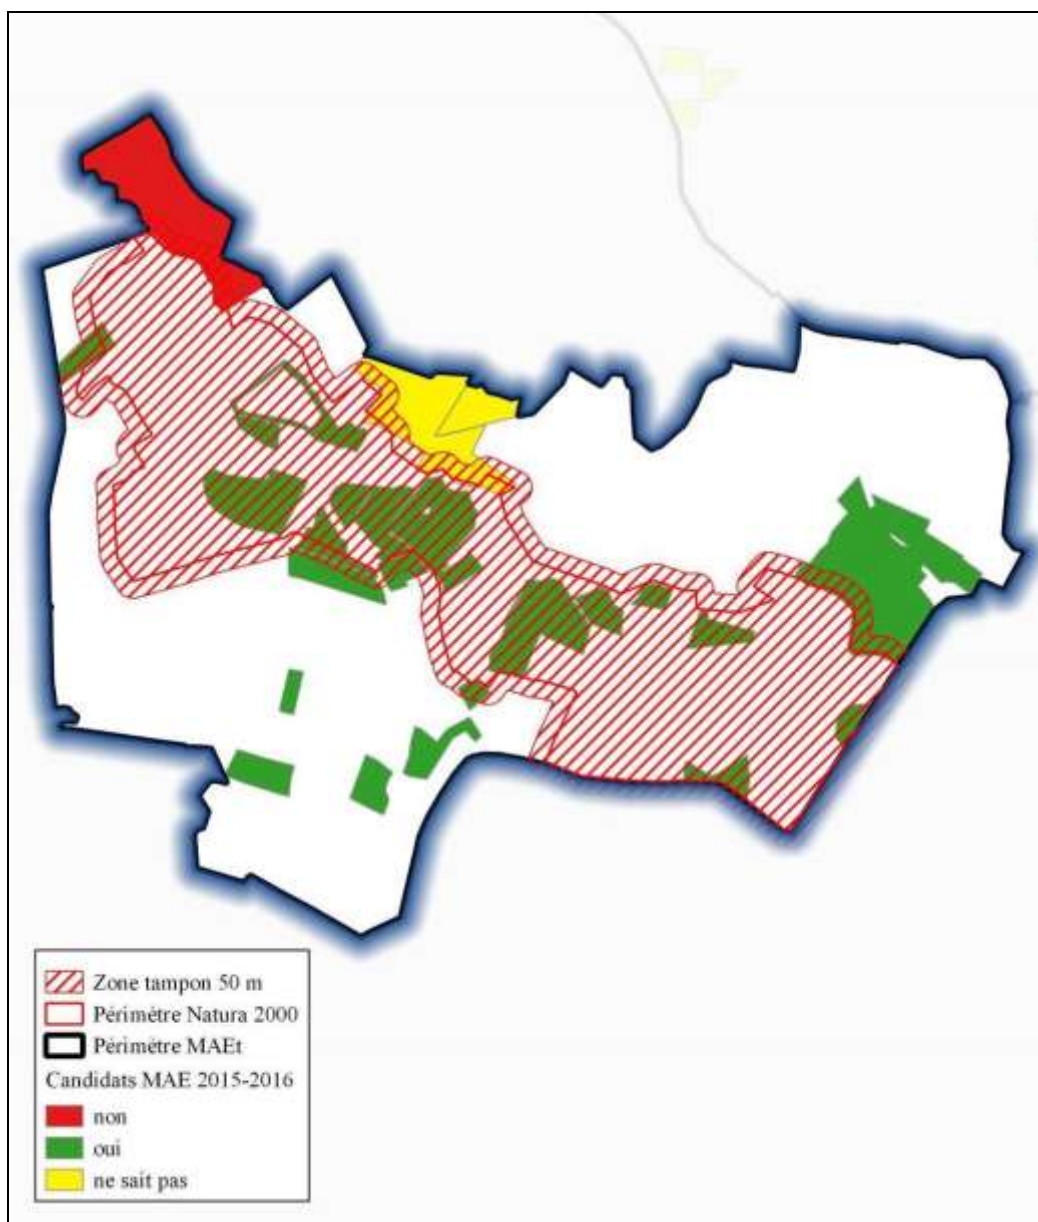 Zone tampon 50 m
Périmètre Natura 2000
Périmètre MAEt
Candidats MAE 2015-2016
non
oui
ne sait pas